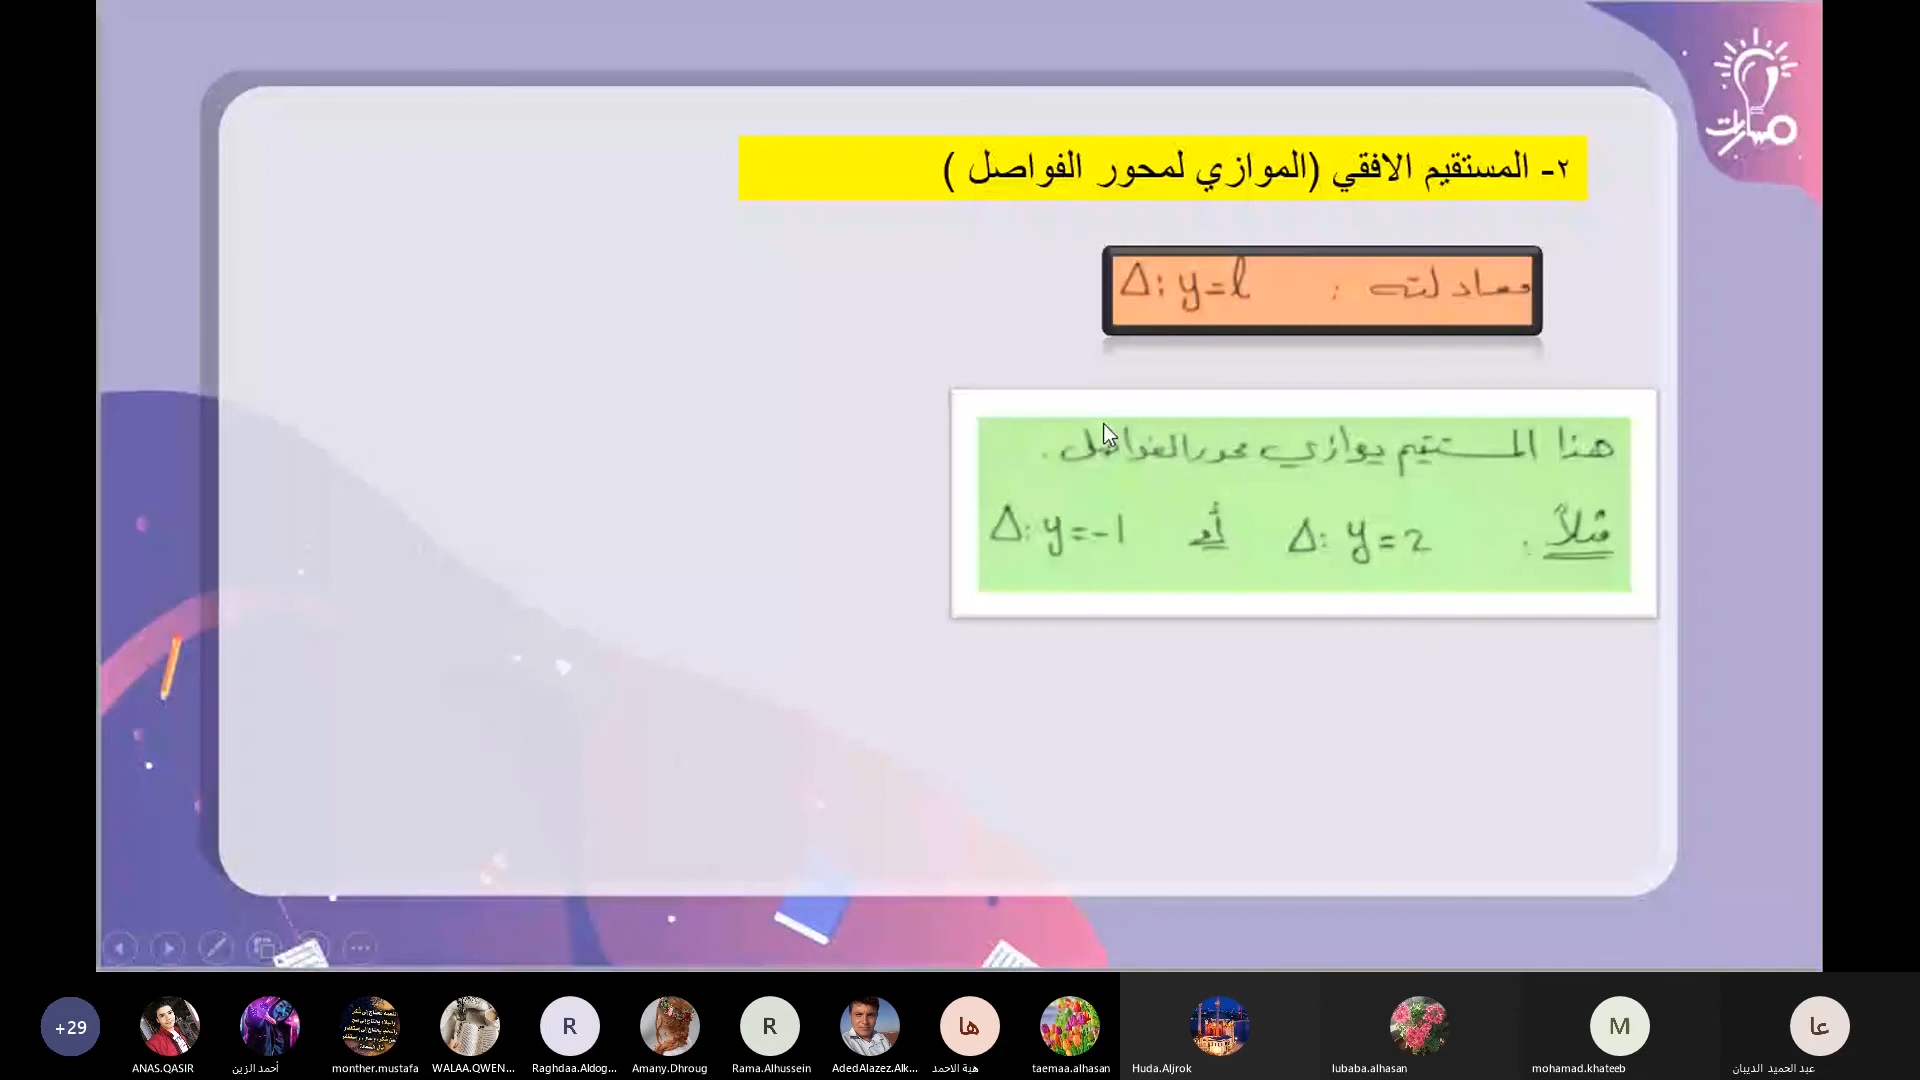 مسارات
٢- المستقيم الافقي (الموازي لمحور الفواصل )
معادلته : Δ: y=l
هذا المستقيم يوازي محور الفواصل .
مثلاً : Δ: y=2 أو Δ: y=-1
+29
ANAS.QASIR
أحمد الزين
monther.mustafa
WALAA.QWEN...
R
Raghdaa.Aldog...
Amany.Dhroug
R
Rama.Alhussein
AdedAlazez.Alk...
ها
هبة الاحمد
taemaa.alhasan
Huda.Aljrok
lubaba.alhasan
M
mohamad.khateeb
عا
عبد الحميد الديبان